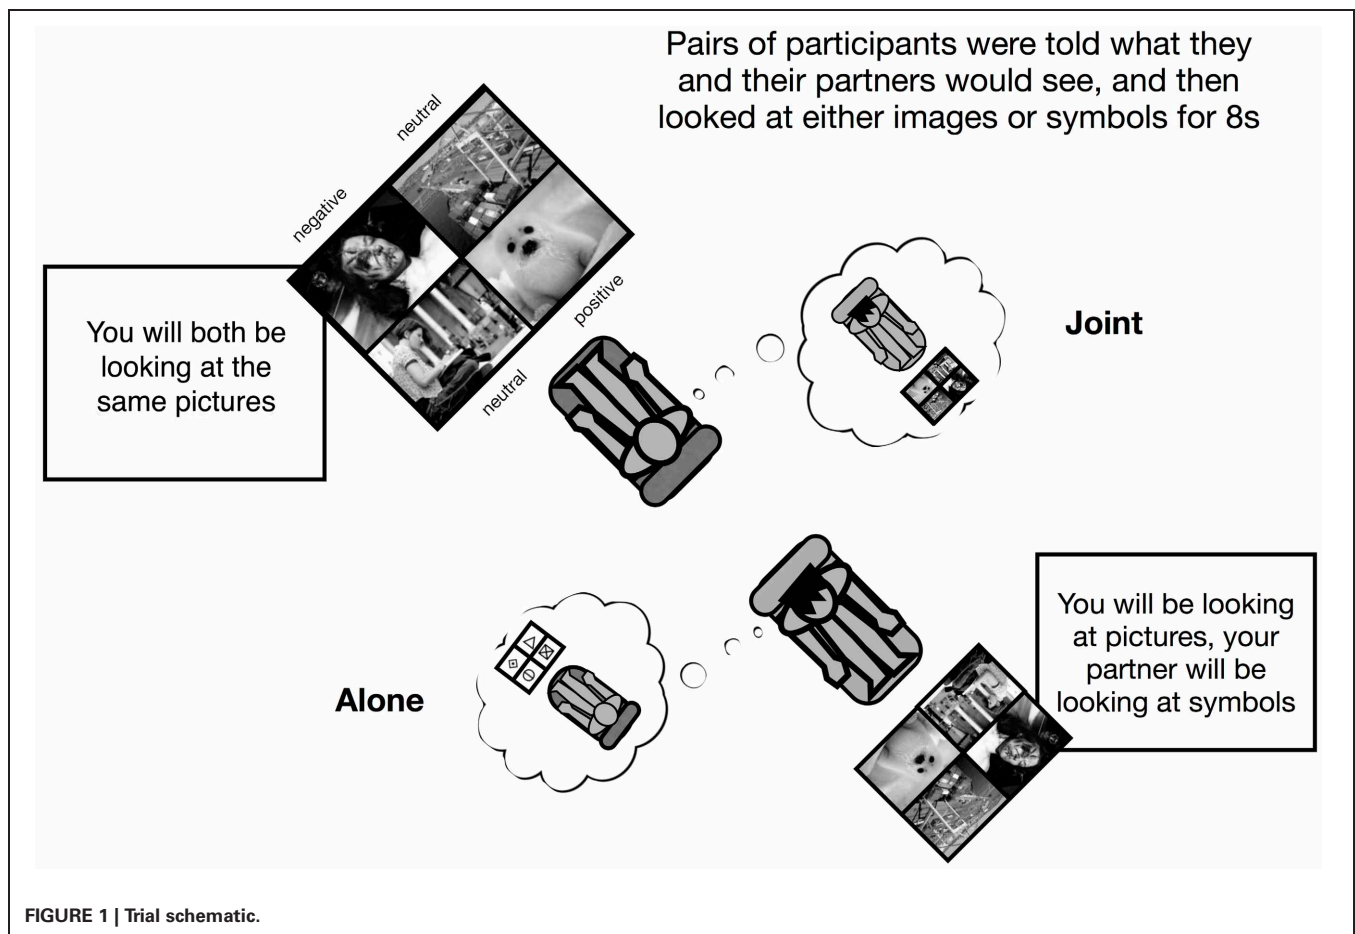 Pairs of participants were told what they
and their partners would see, and then
looked at either images or symbols for 8s
neutral
negative
positive
neutral
You will both be
looking at the
same pictures
Joint
Alone
You will be looking
at pictures, your
partner will be
looking at symbols
FIGURE 1 | Trial schematic.